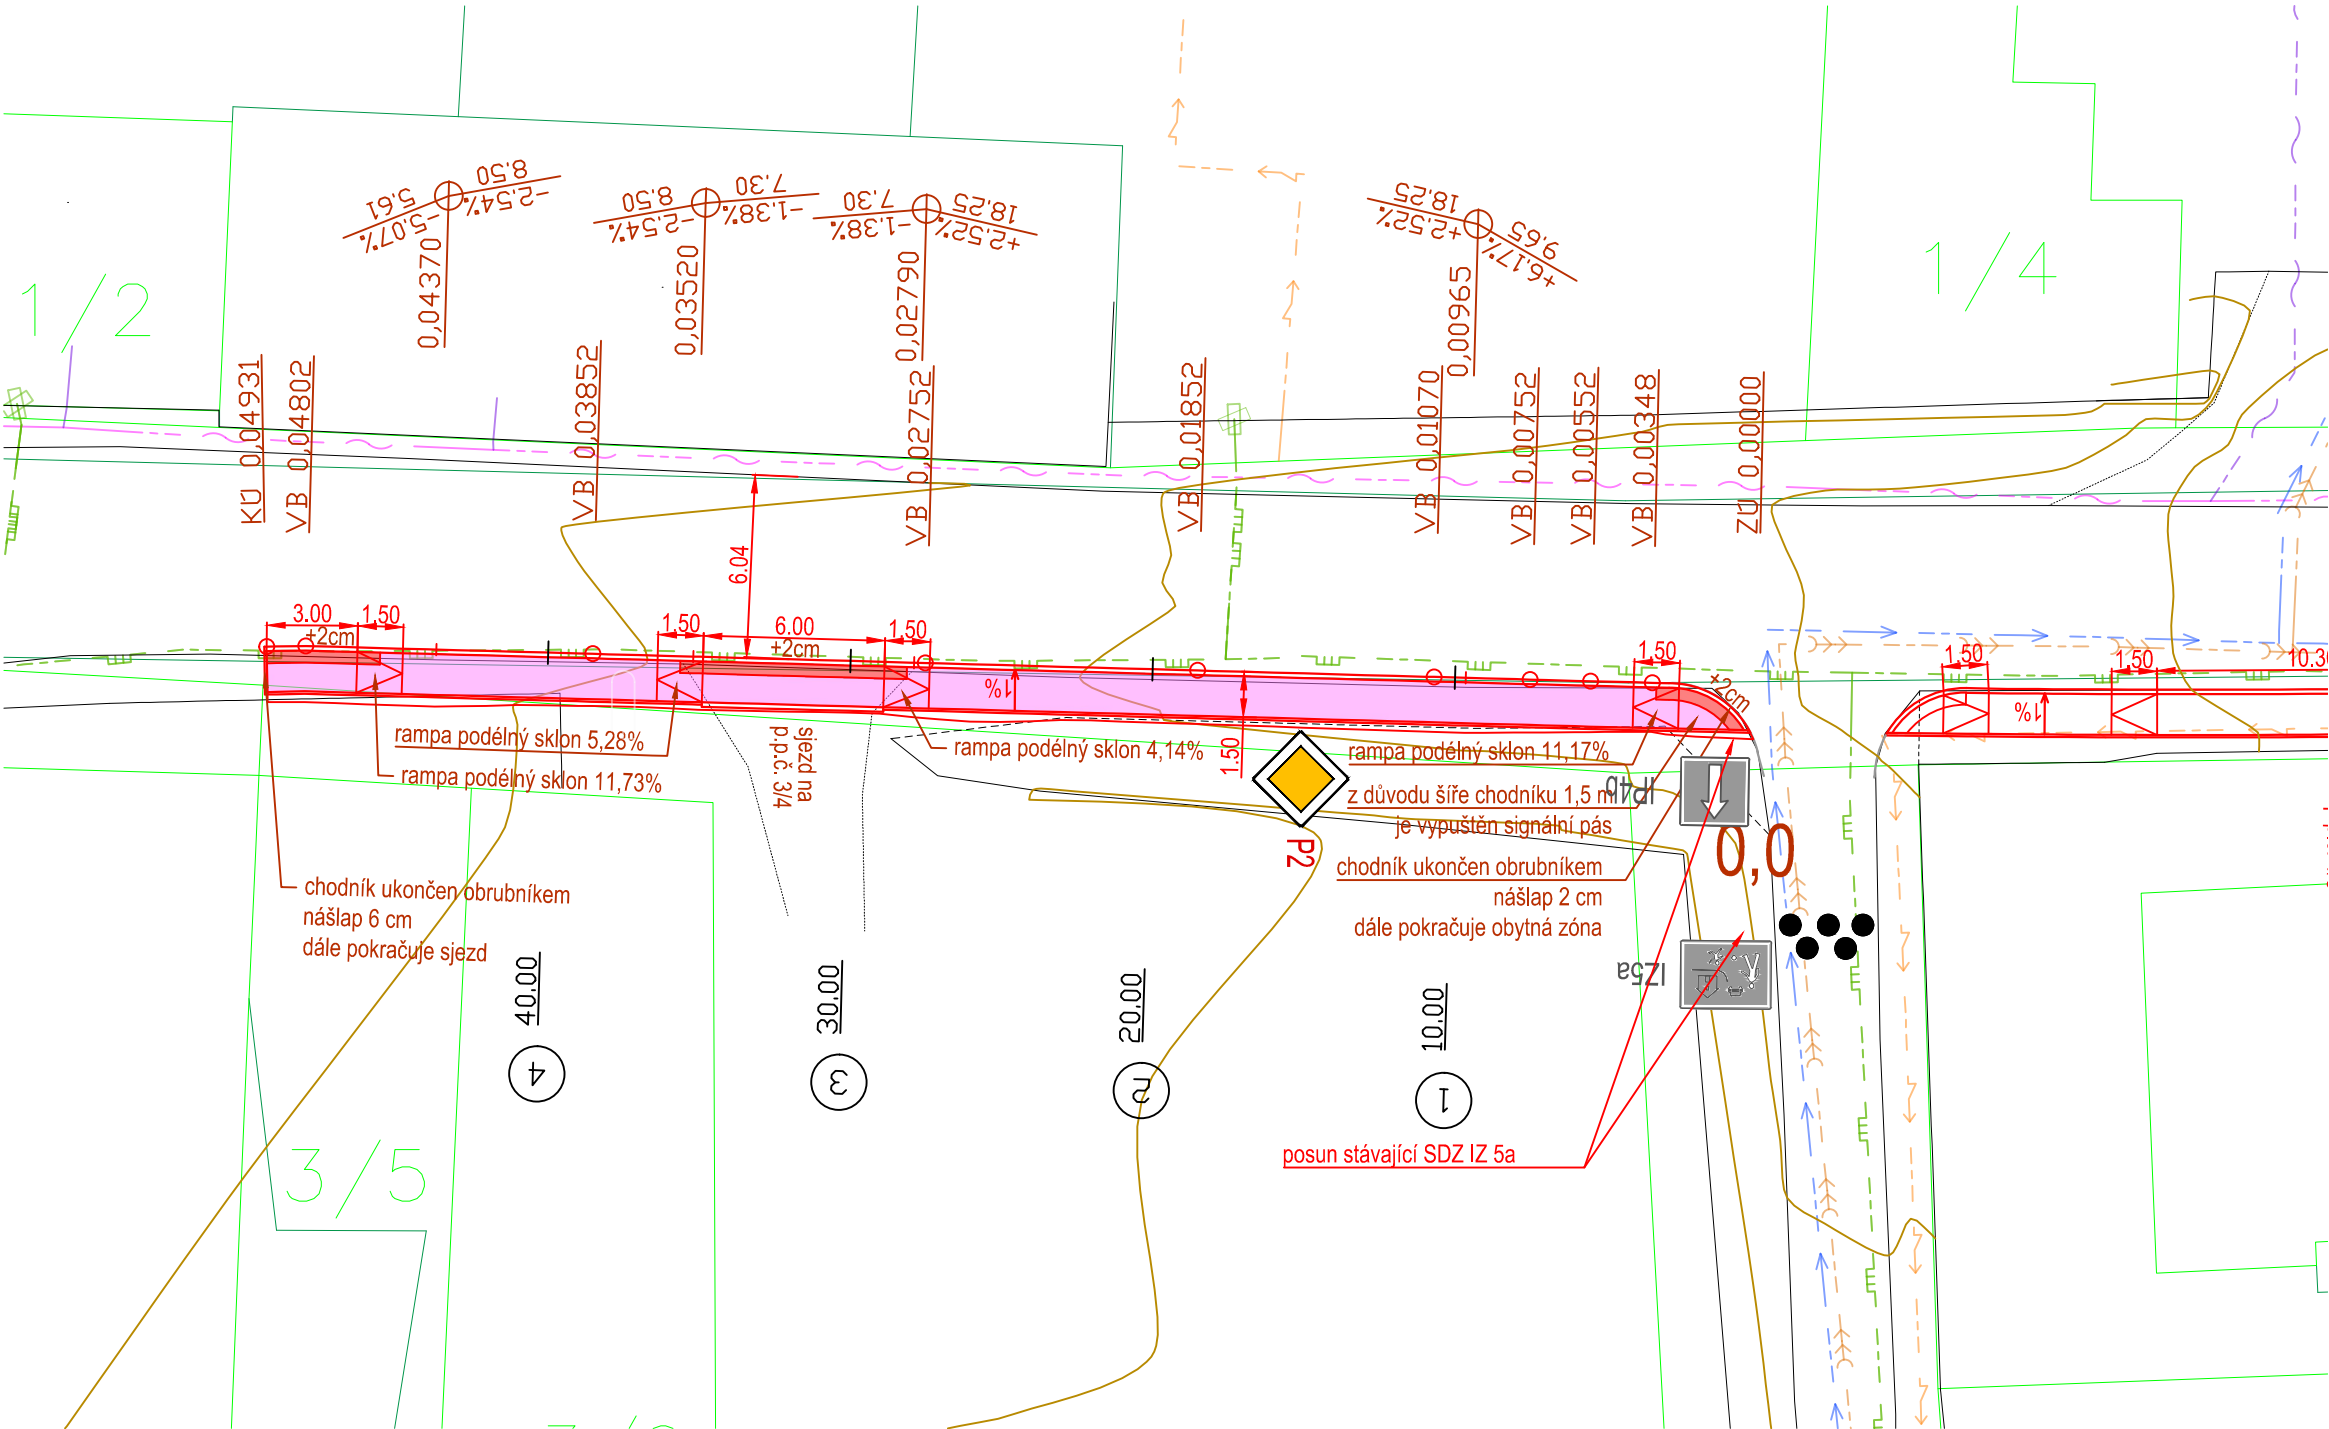 8.50
-2.54%
5.61
-5.07%
0,04370
8.50
-2.54%
7.30
-1.38%
0,03520
7.30
-1.38%
18.25
+2.52%
0,02790
18.25
+2.52%
9.65
+6.17%
0,00965
1/2
1/4
KÚ 0,04931
VB 0,04802
VB 0,03852
VB 0,02752
VB 0,01852
VB 0,01070
VB 0,00752
VB 0,00552
VB 0,00348
ZÚ 0,00000
6.04
3.00
1,50
+2cm
1,50
6.00
1,50
+2cm
1%
1.50
1,50
+2cm
1,50
1,50
10.30
1%
rampa podélný sklon 5,28%
rampa podélný sklon 11,73%
sjezd na
p.p.č. 3/4
rampa podélný sklon 4,14%
rampa podélný sklon 11,17%
z důvodu šíře chodníku 1,5 m
je vypuštěn signální pás
IP4b
P2
0,0
chodník ukončen obrubníkem
nášlap 2 cm
dále pokračuje obytná zóna
chodník ukončen obrubníkem
nášlap 6 cm
dále pokračuje sjezd
IZ5a
40.00
30.00
20.00
10.00
4
3
2
1
posun stávající SDZ IZ 5a
3/5